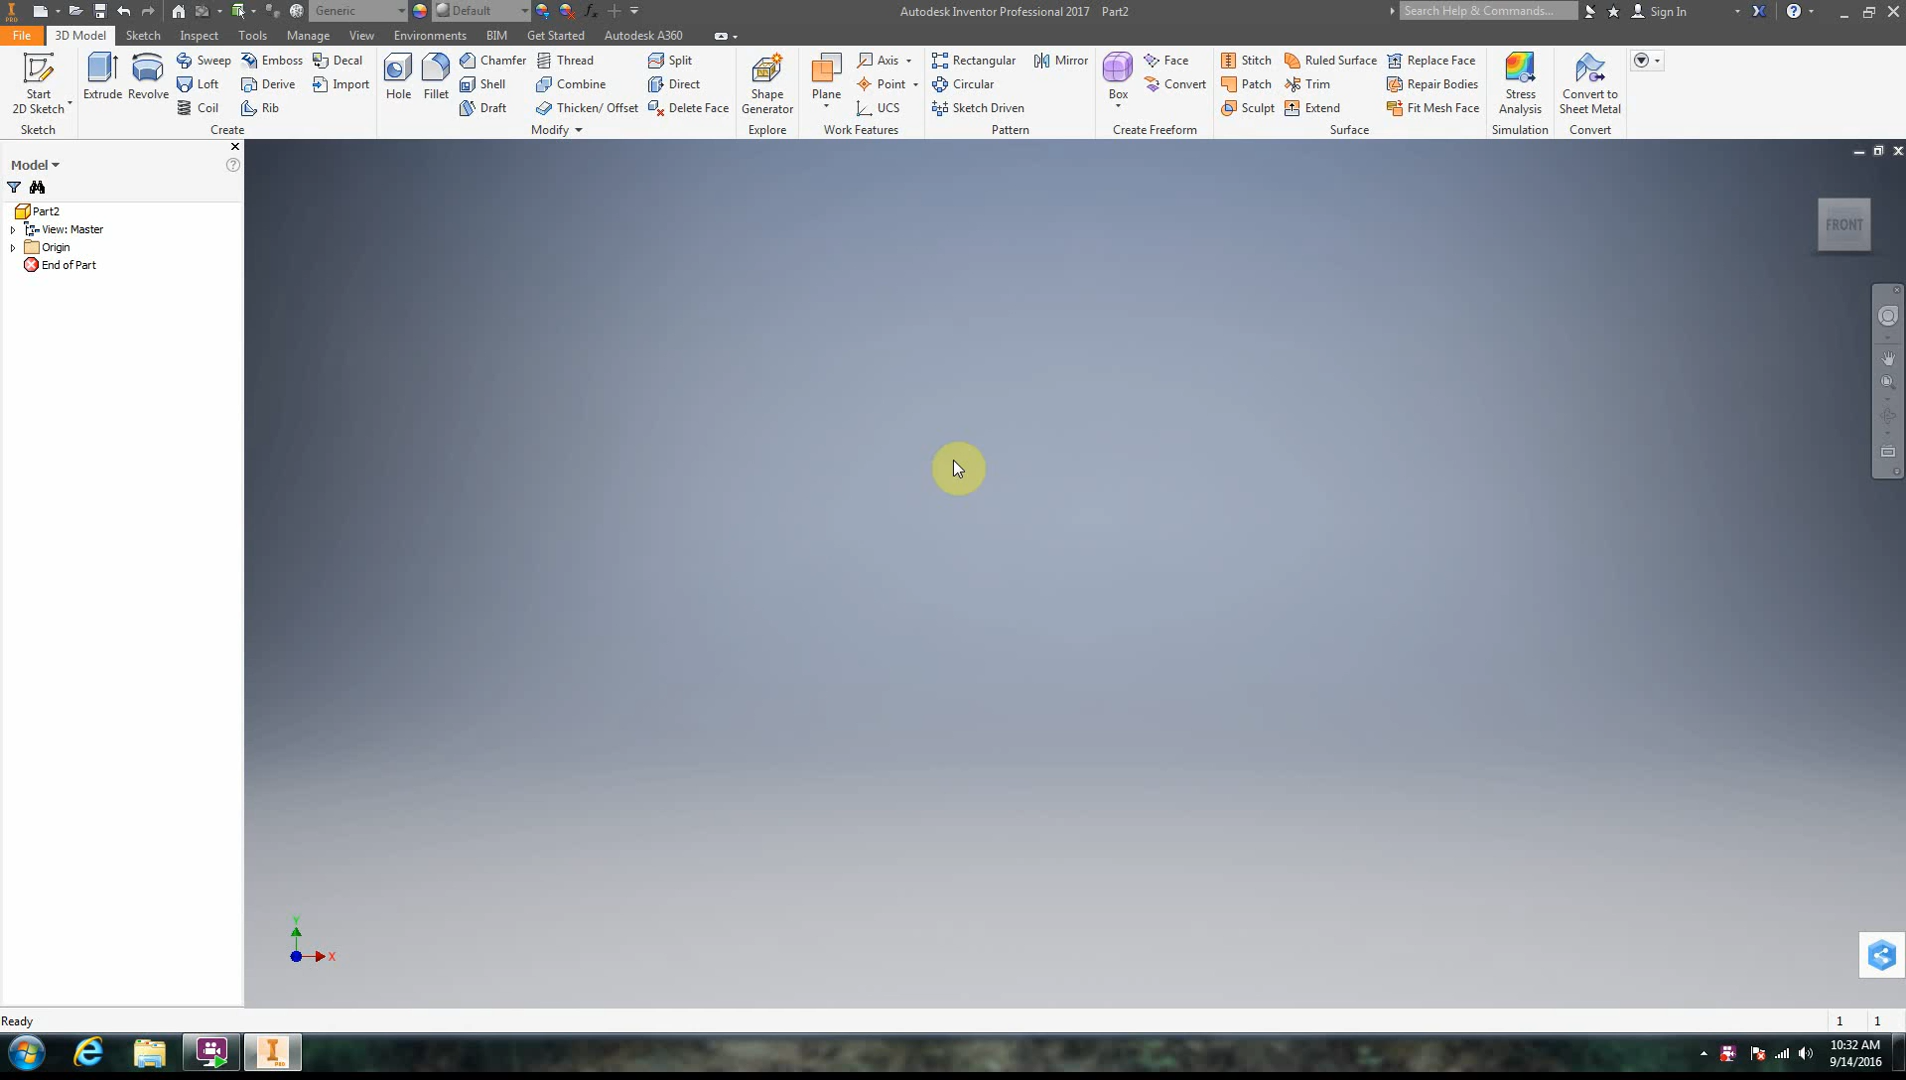 Generic
Default
fx
Autodesk Inventor Professional 2017 Part2
Search Help & Commands...
Sign In
File 3D Model Sketch Inspect Tools Manage View Environments BIM Get Started Autodesk A360
Start
2D Sketch
Sketch
Extrude
Revolve
Sweep
Loft
Coil
Emboss
Derive
Rib
Decal
Import
Create
Hole
Fillet
Chamfer
Shell
Draft
Thread
Combine
Thicken/ Offset
Split
Direct
Delete Face
Modify
Shape
Generator
Explore
Plane
Axis
Point
UCS
Work Features
Rectangular
Circular
Sketch Driven
Mirror
Pattern
Box
Face
Convert
Create Freeform
Stitch
Patch
Sculpt
Ruled Surface
Trim
Extend
Replace Face
Repair Bodies
Fit Mesh Face
Surface
Stress
Analysis
Simulation
Convert to
Sheet Metal
Convert
Model
Part2
View: Master
Origin
End of Part
FRONT
Y
X
Ready
1 1
10:32 AM
9/14/2016